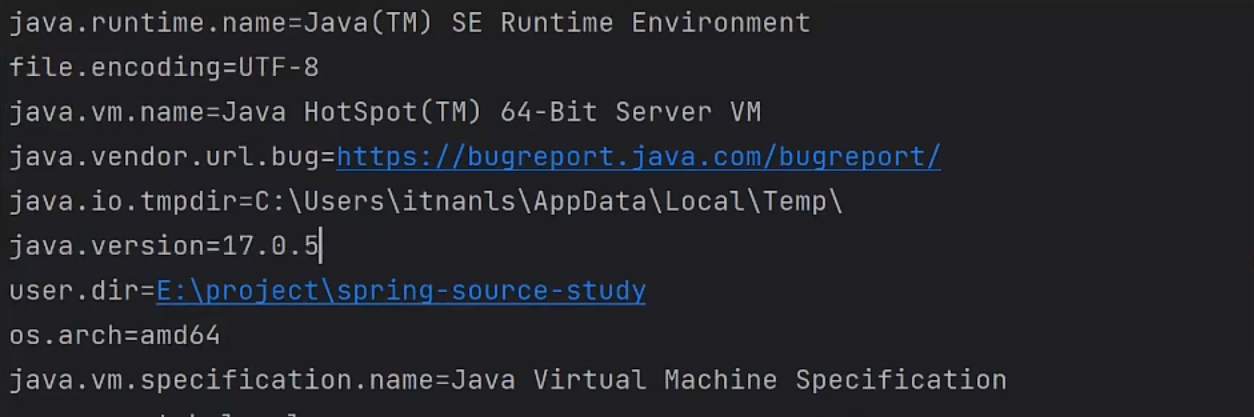 java.runtime.name=Java(TM) SE Runtime Environment
file.encoding=UTF-8
java.vm.name=Java HotSpot(TM) 64-Bit Server VM
java.vendor.url.bug=https://bugreport.java.com/bugreport/
java.io.tmpdir=C:\Users\itnanls\AppData\Local\Temp\
java.version=17.0.5
user.dir=E:\project\spring-source-study
os.arch=amd64
java.vm.specification.name=Java Virtual Machine Specification